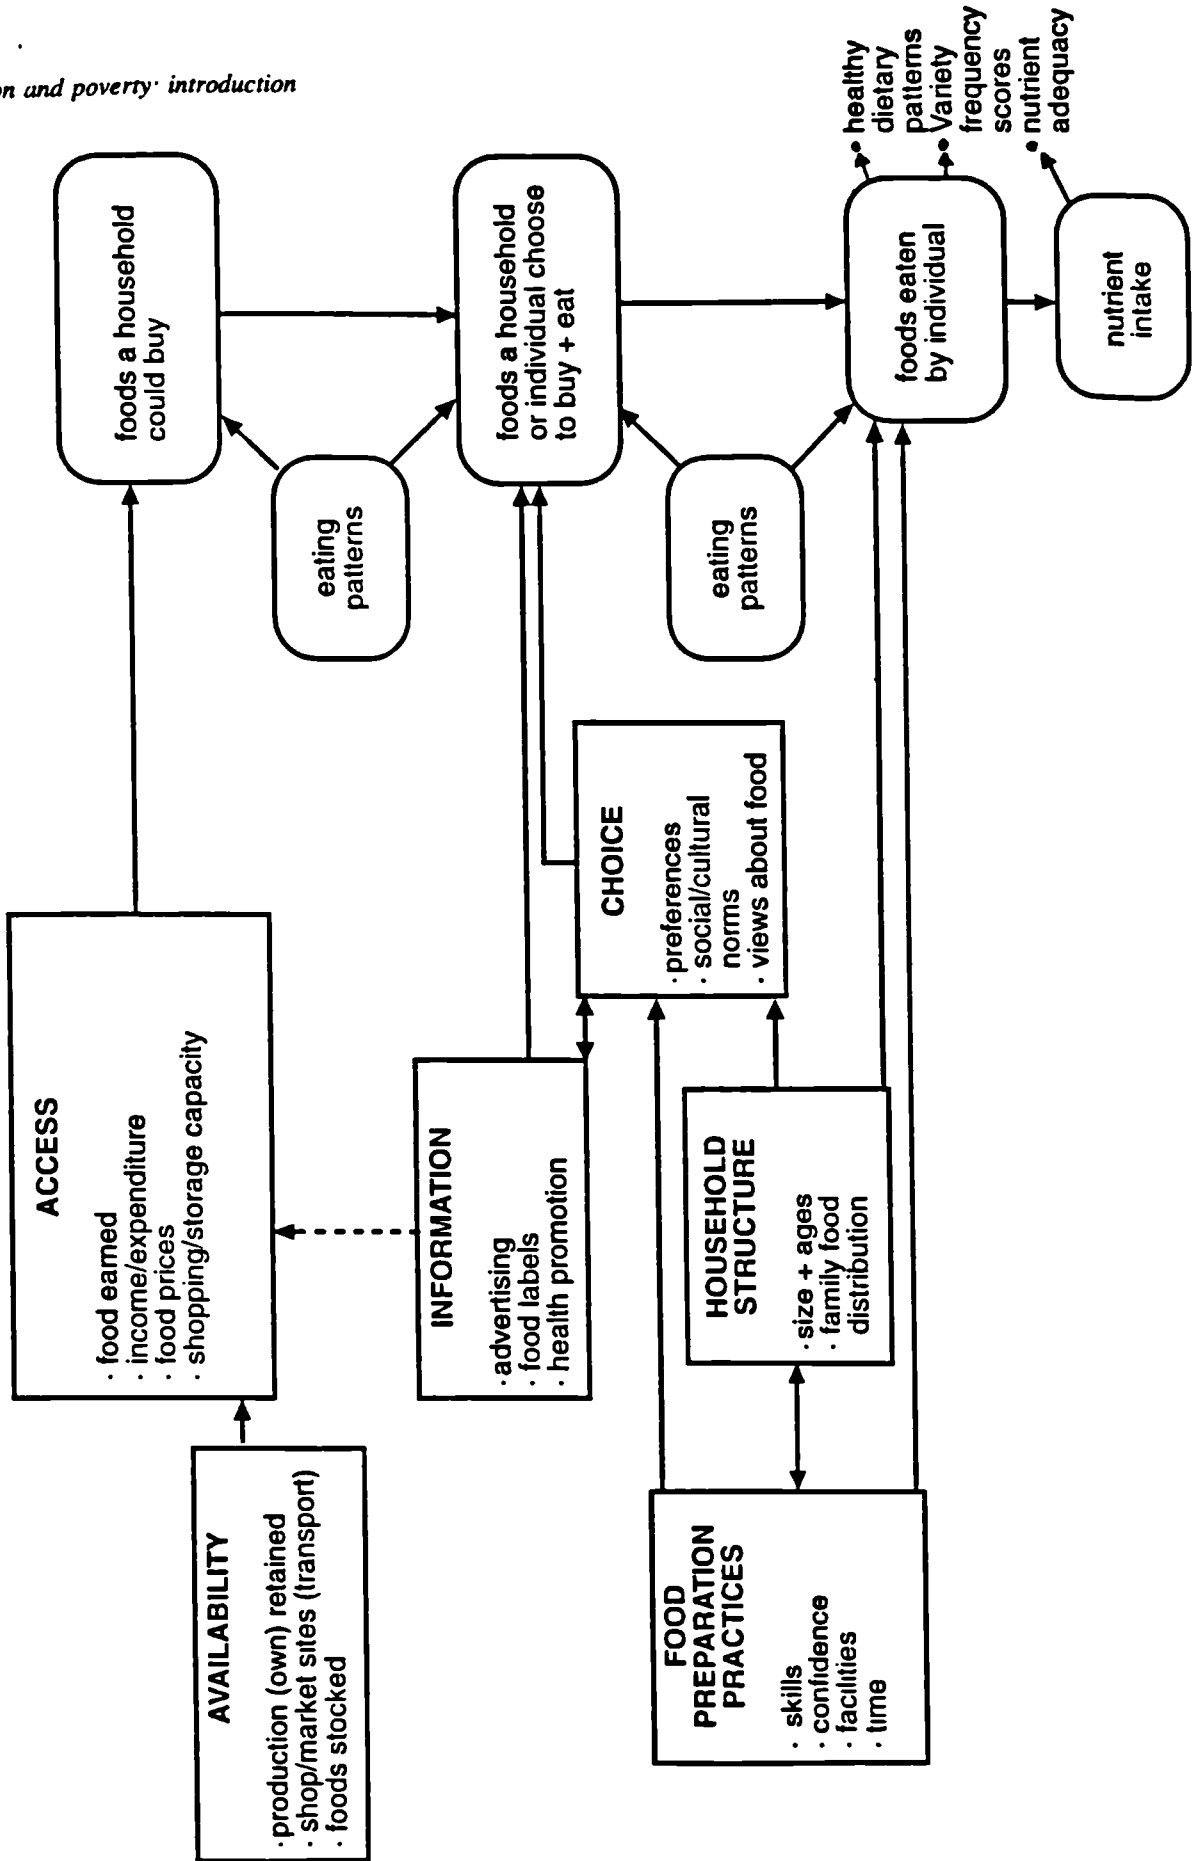 on and poverty· introduction
AVAILABILITY
·production (own) retained
· shop/market sites (transport)
· foods stocked
ACCESS
· food earned
·income/expenditure
· food prices
· shopping/storage capacity
foods a household
could buy
eating
patterns
INFORMATION
·advertising
· food labels
· health promotion
CHOICE
·preferences
· social/cultural
norms
· views about food
foods a household
or individual choose
to buy + eat
eating
patterns
FOOD
PREPARATION
PRACTICES
· skills
· confidence
· facilities
· time
HOUSEHOLD
STRUCTURE
·size + ages
· family food
distribution
foods eaten
by individual
• healthy
dietary
patterns
• Variety
frequency
scores
• nutrient
adequacy
nutrient
intake